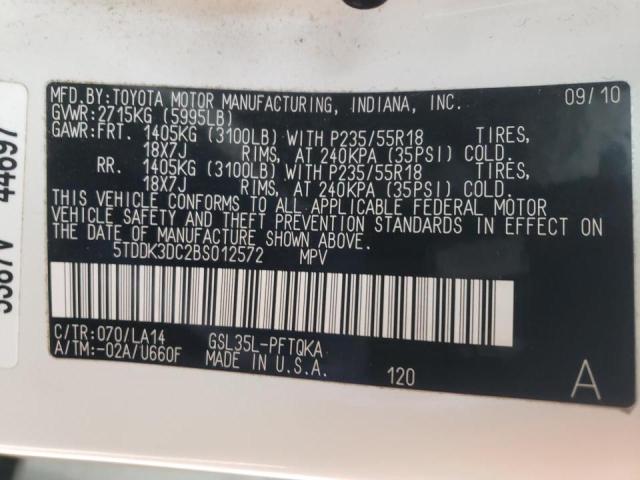 MFD.BY:TOYOTA MOTOR MANUFACTURING, INDIANA, INC. 09/10
GVWR:2715KG (5995LB)
GAWR:FRT. 1405KG (3100LB) WITH P235/55R18 TIRES,
18X7J RIMS, AT 240KPA (35PSI) COLD.
RR. 1405KG (3100LB) WITH P235/55R18 TIRES,
18X7J RIMS, AT 240KPA (35PSI) COLD.
THIS VEHICLE CONFORMS TO ALL APPLICABLE FEDERAL MOTOR
VEHICLE SAFETY AND THEFT PREVENTION STANDARDS IN EFFECT ON
THE DATE OF MANUFACTURE SHOWN ABOVE.
5TDDK3DC2BS012572 MPV
C/TR:070/LA14 GSL35L-PFTQKA
A/TM:-02A/U660F MADE IN U.S.A.
120 A